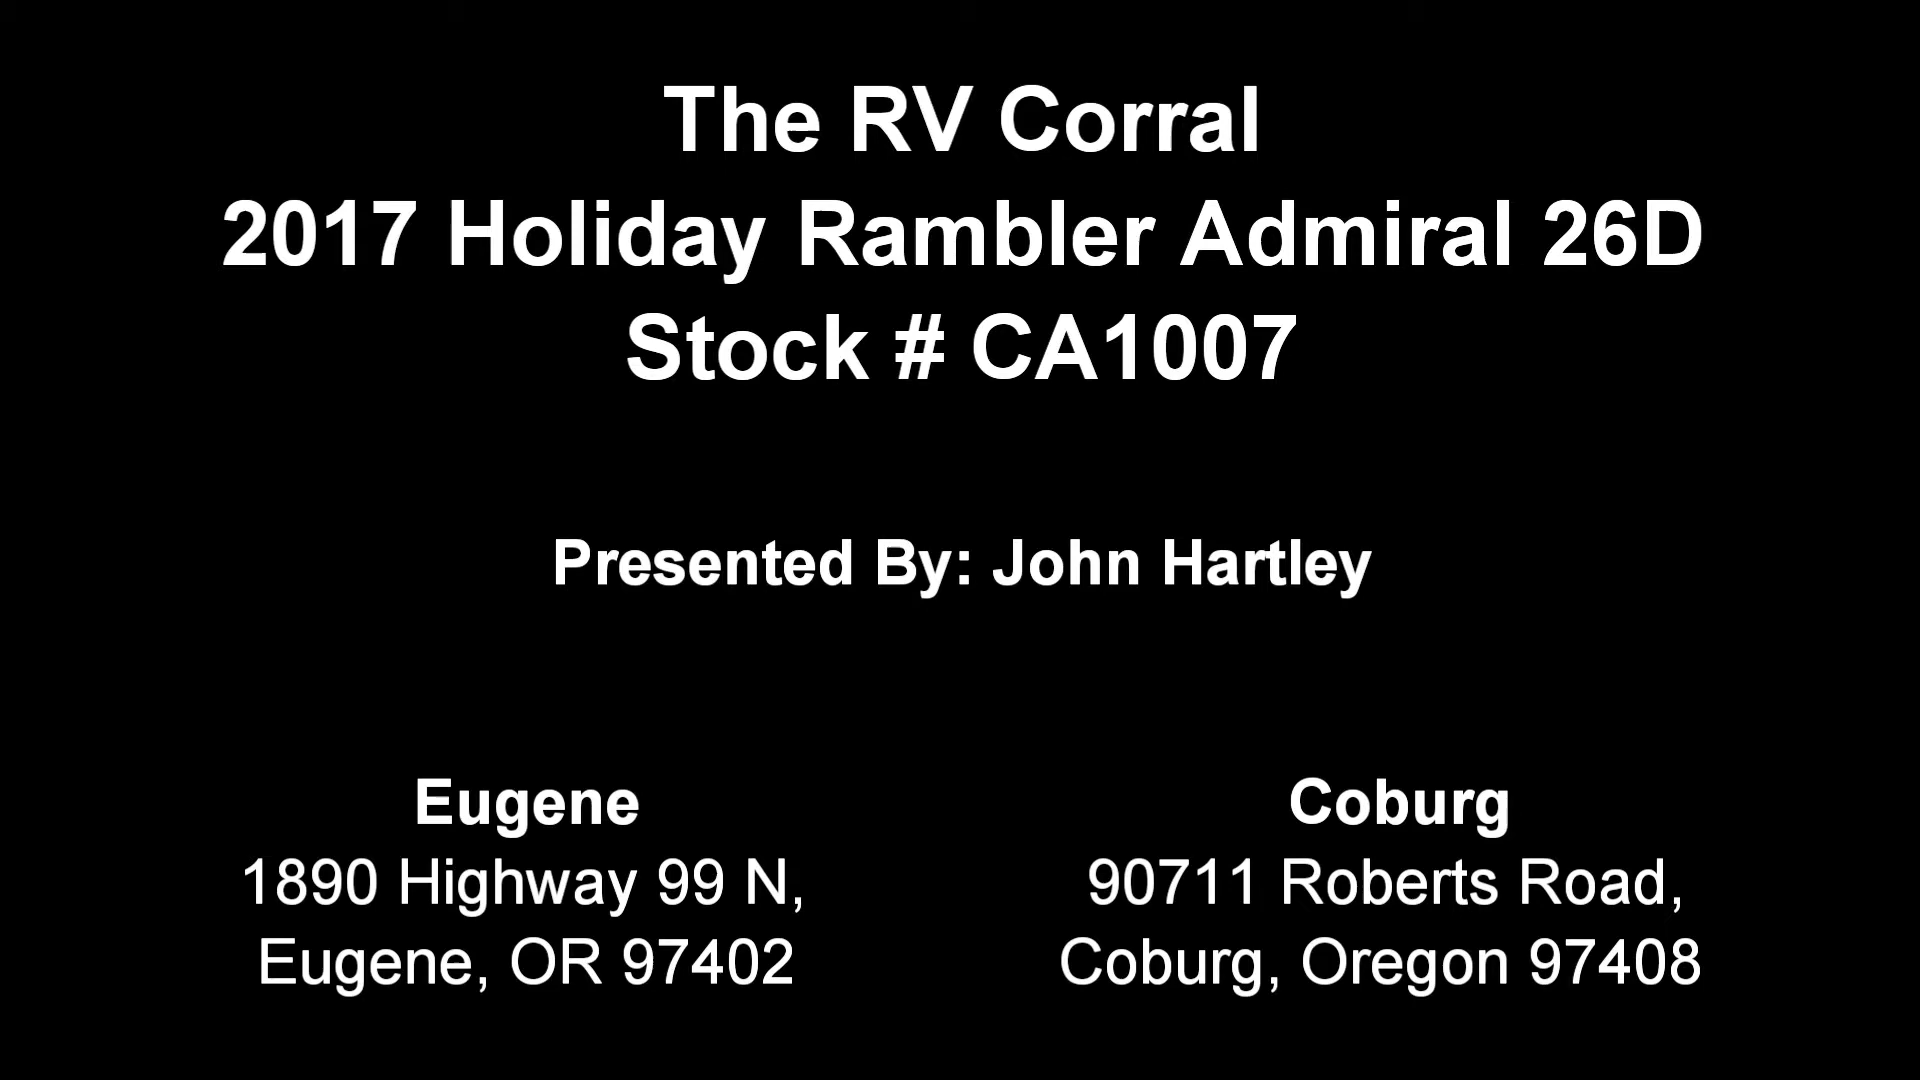 The RV Corral
2017 Holiday Rambler Admiral 26D
Stock # CA1007
Presented By: John Hartley
Eugene
1890 Highway 99 N,
Eugene, OR 97402
Coburg
90711 Roberts Road,
Coburg, Oregon 97408